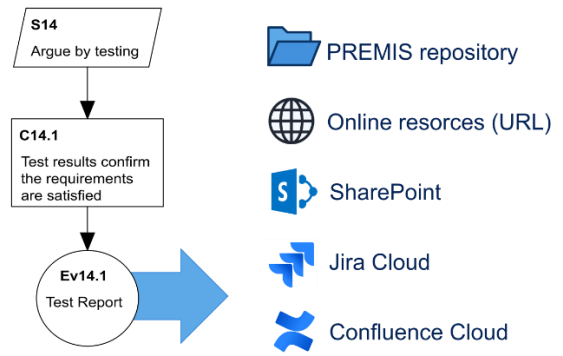 S14
Argue by testing
C14.1
Test results confirm
the requirements
are satisfied
Ev14.1
Test Report
PREMIS repository
Online resorces (URL)
S
SharePoint
Jira Cloud
Confluence Cloud